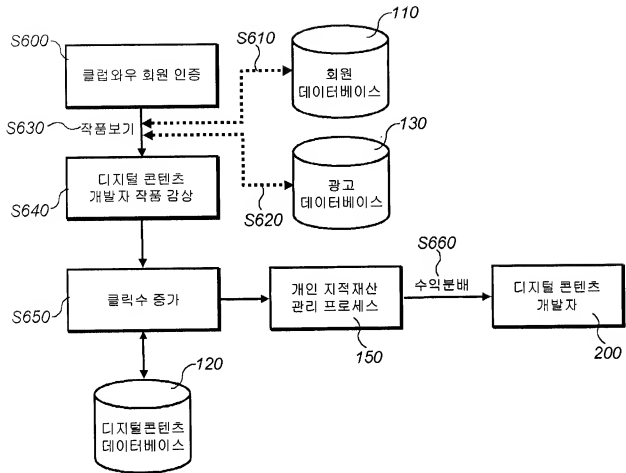 S600
클럽와우 회원 인증
S610
110
회원
데이터베이스
S630
작품보기
130
광고
데이터베이스
S620
S640
디지털 콘텐츠
개발자 작품 감상
S650
클릭수 증가
개인 지적재산
관리 프로세스
150
S660
수익분배
디지털 콘텐츠
개발자
200
120
디지털콘텐츠
데이터베이스